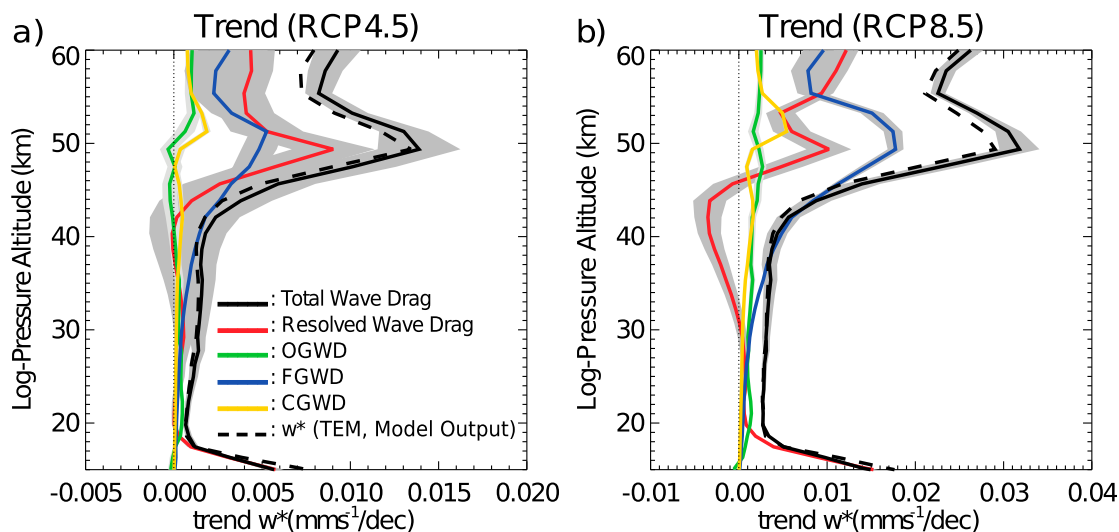 a) Trend (RCP4.5)
60
50
40
30
20
Log-Pressure Altitude (km)
: Total Wave Drag
: Resolved Wave Drag
: OGWD
: FGWD
: CGWD
: w* (TEM, Model Output)
-0.005 0.000 0.005 0.010 0.015 0.020
trend w*(mms⁻¹/dec)
b) Trend (RCP8.5)
60
50
40
30
20
Log-Pressure Altitude (km)
-0.01 0.00 0.01 0.02 0.03 0.04
trend w*(mms⁻¹/dec)